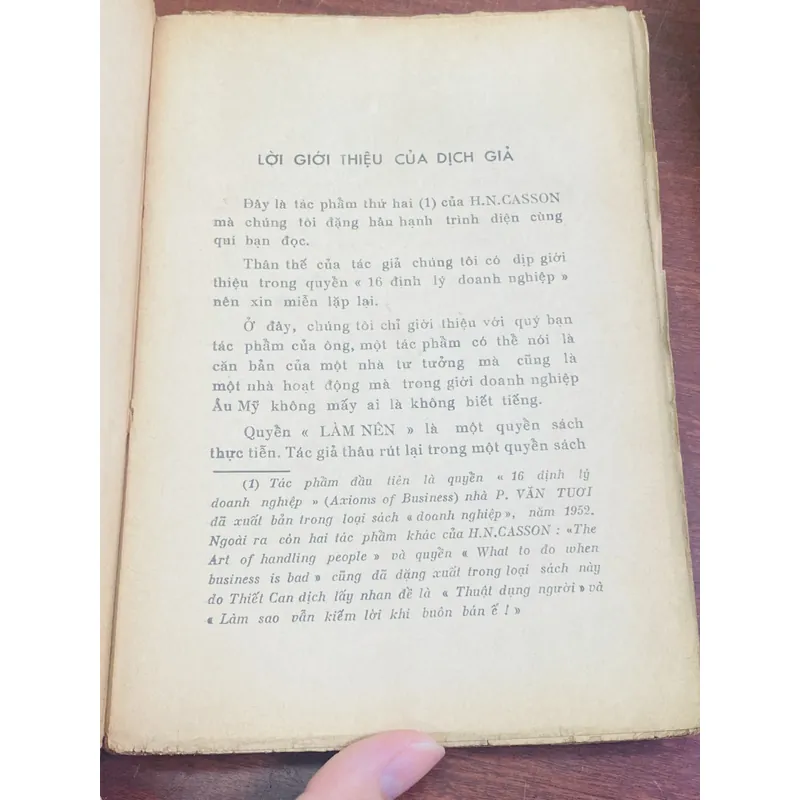 LỜI GIỚI THIỆU CỦA DỊCH GIẢ
Đây là tác phẩm thứ hai (1) của H.N.CASSON
mà chúng tôi đặng hân hạnh trình diện cùng
quí bạn đọc.
Thân thế của tác giả chúng tôi có dịp giới
thiệu trong quyển « 16 định lý doanh nghiệp »
nên xin miễn lặp lại.
Ở đây, chúng tôi chỉ giới thiệu với quý bạn
tác phẩm của ông, một tác phẩm có thể nói là
căn bản của một nhà tư tưởng mà cũng là
một nhà hoạt động mà trong giới doanh nghiệp
Âu Mỹ không mấy ai là không biết tiếng.
Quyển « LÀM NÊN » là một quyển sách
thực tiễn. Tác giả thâu rút lại trong một quyển sách
(1) Tác phẩm đầu tiên là quyển « 16 định lý
doanh nghiệp » (Axioms of Business) nhà P. VĂN TƯƠI
đã xuất bản trong loại sách « doanh nghiệp », năm 1952.
Ngoài ra còn hai tác phẩm khác của H.N.CASSON : «The
Art of handling people » và quyển « What to do when
business is bad » cũng đã đặng xuất trong loại sách này
do Thiết Can dịch lấy nhan đề là « Thuật dụng người » và
« Làm sao vẫn kiếm lời khi buôn bán ế ! »